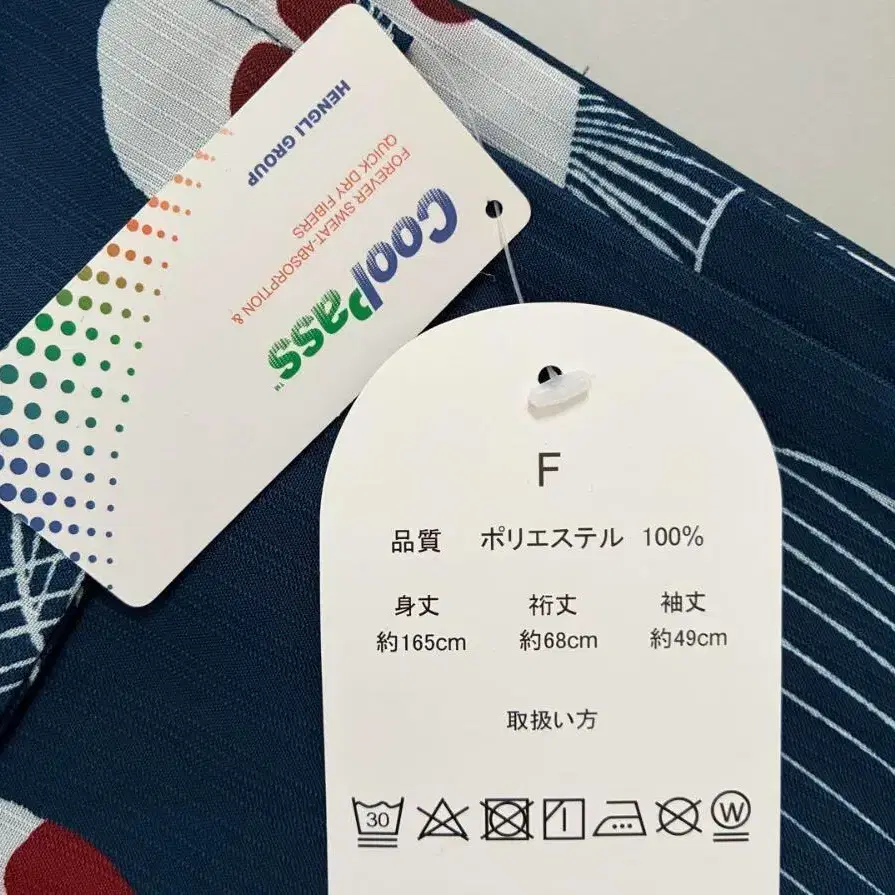 HENGLI GROUP
FOREVER SWEAT-ABSORPTION &
QUICK DRY FIBERS
CoolPass™
F
品質 ポリエステル 100%
身丈 裄丈 袖丈
約165cm 約68cm 約49cm
取扱い方
30
W